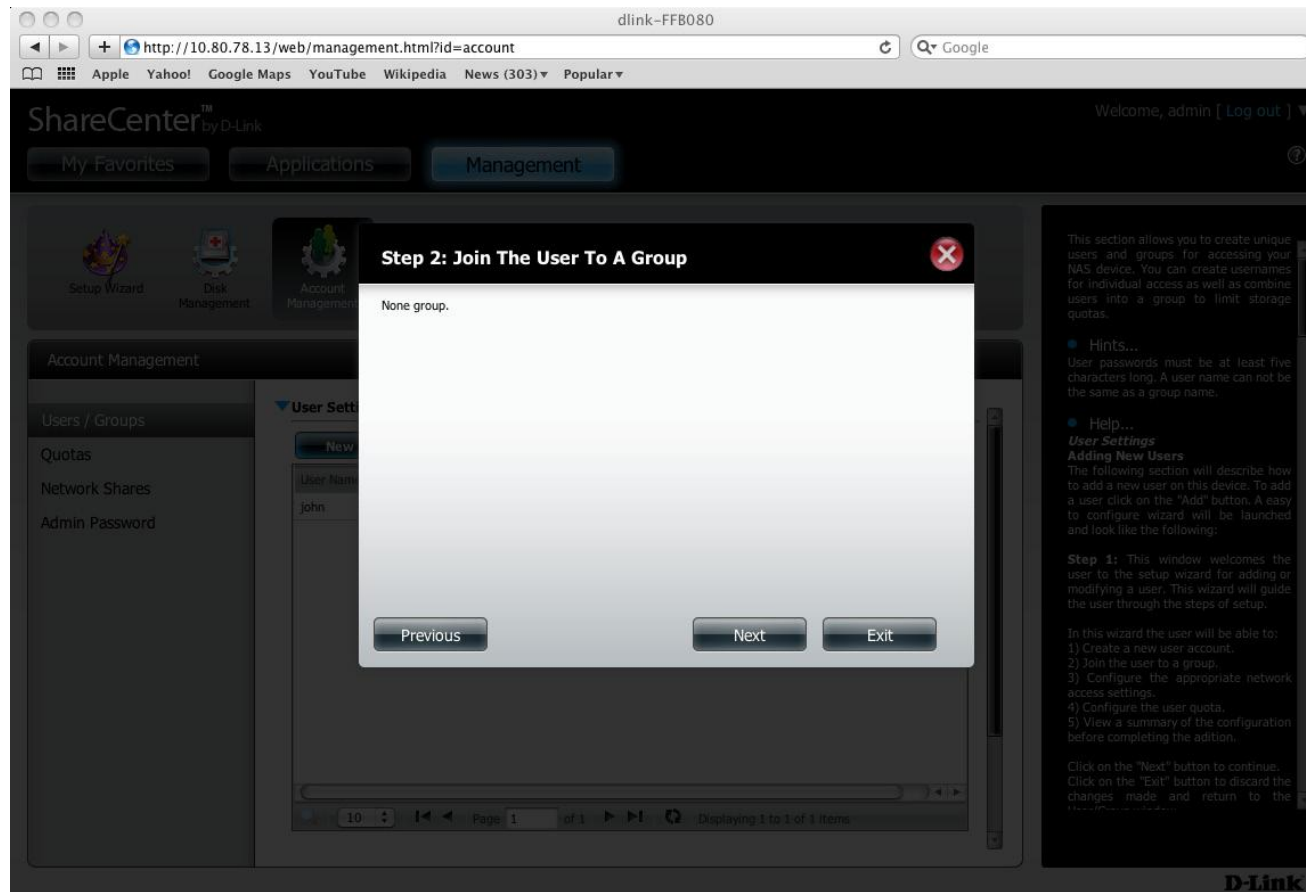 dlink-FFB080
http://10.80.78.13/web/management.html?id=account
Google
Apple Yahoo! Google Maps YouTube Wikipedia News (303) Popular
ShareCenter™ by D-Link
Welcome, admin [ Log out ]
My Favorites Applications Management
Setup Wizard
Disk Management
Account Management
Step 2: Join The User To A Group
None group.
Previous Next Exit
Account Management
Users / Groups
Quotas
Network Shares
Admin Password
User Sett
New
User Nam
john
10 Page 1 of 1 Displaying 1 to 1 of 1 items
This section allows you to create unique
users and groups for accessing your
NAS device. You can create usernames
for individual access as well as combine
users into a group to limit storage
quotas.
Hints...
User passwords must be at least five
characters long. A user name can not be
the same as a group name.
Help...
User Settings
Adding New Users
The following section will describe how
to add a new user on this device. To add
a user click on the "Add" button. A easy
to configure wizard will be launched
and look like the following:
Step 1: This window welcomes the
user to the setup wizard for adding or
modifying a user. This wizard will guide
the user through the steps of setup.
In this wizard the user will be able to:
1) Create a new user account.
2) Join the user to a group.
3) Configure the appropriate network
access settings.
4) Configure the user quota.
5) View a summary of the configuration
before completing the adition.
Click on the "Next" button to continue.
Click on the "Exit" button to discard the
changes made and return to the
D-Link